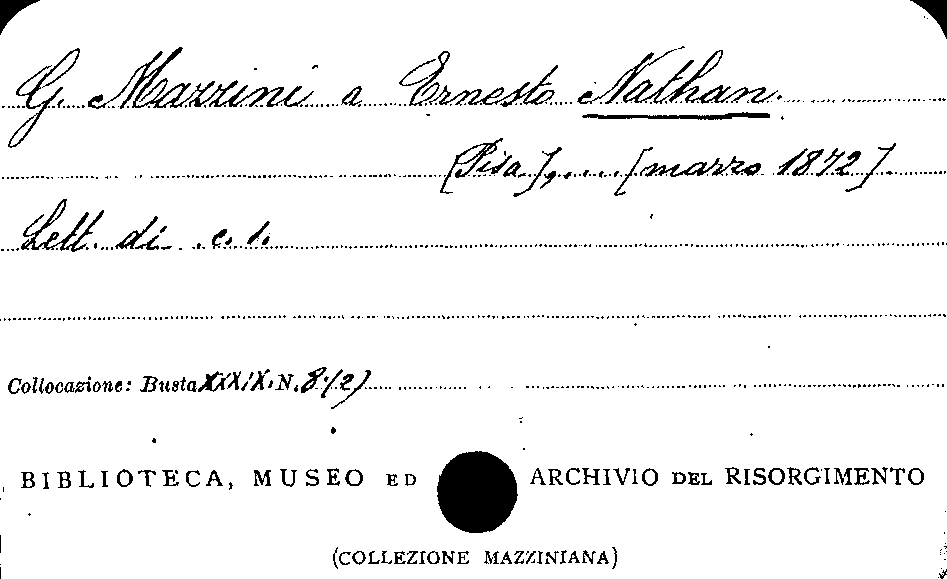 G. Mazzini a Ernesto Nathan.
[Pisa],..... [marzo 1872].
Lett. di c. 1.
Collocazione: Busta XXXIX. N. 8.(2)
BIBLIOTECA, MUSEO ED ARCHIVIO DEL RISORGIMENTO
(COLLEZIONE MAZZINIANA)